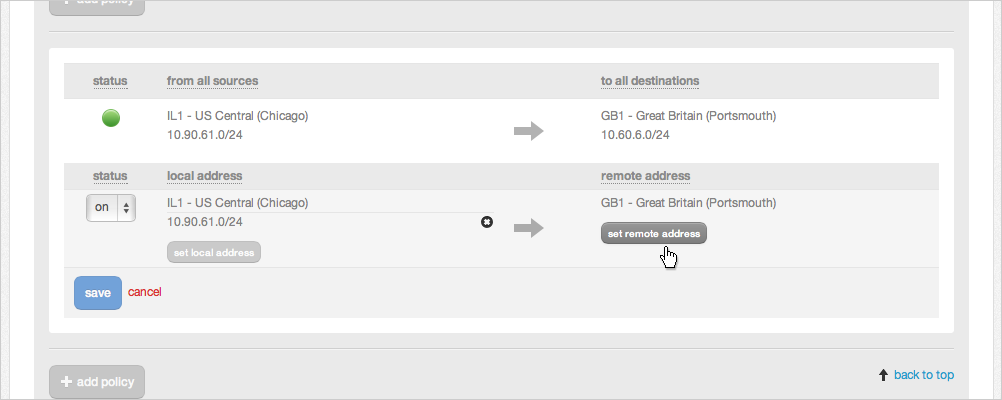 add policy
status from all sources to all destinations
IL1 - US Central (Chicago) GB1 - Great Britain (Portsmouth)
10.90.61.0/24 10.60.6.0/24
status local address remote address
on IL1 - US Central (Chicago) GB1 - Great Britain (Portsmouth)
10.90.61.0/24
set remote address
set local address
save cancel
back to top
add policy